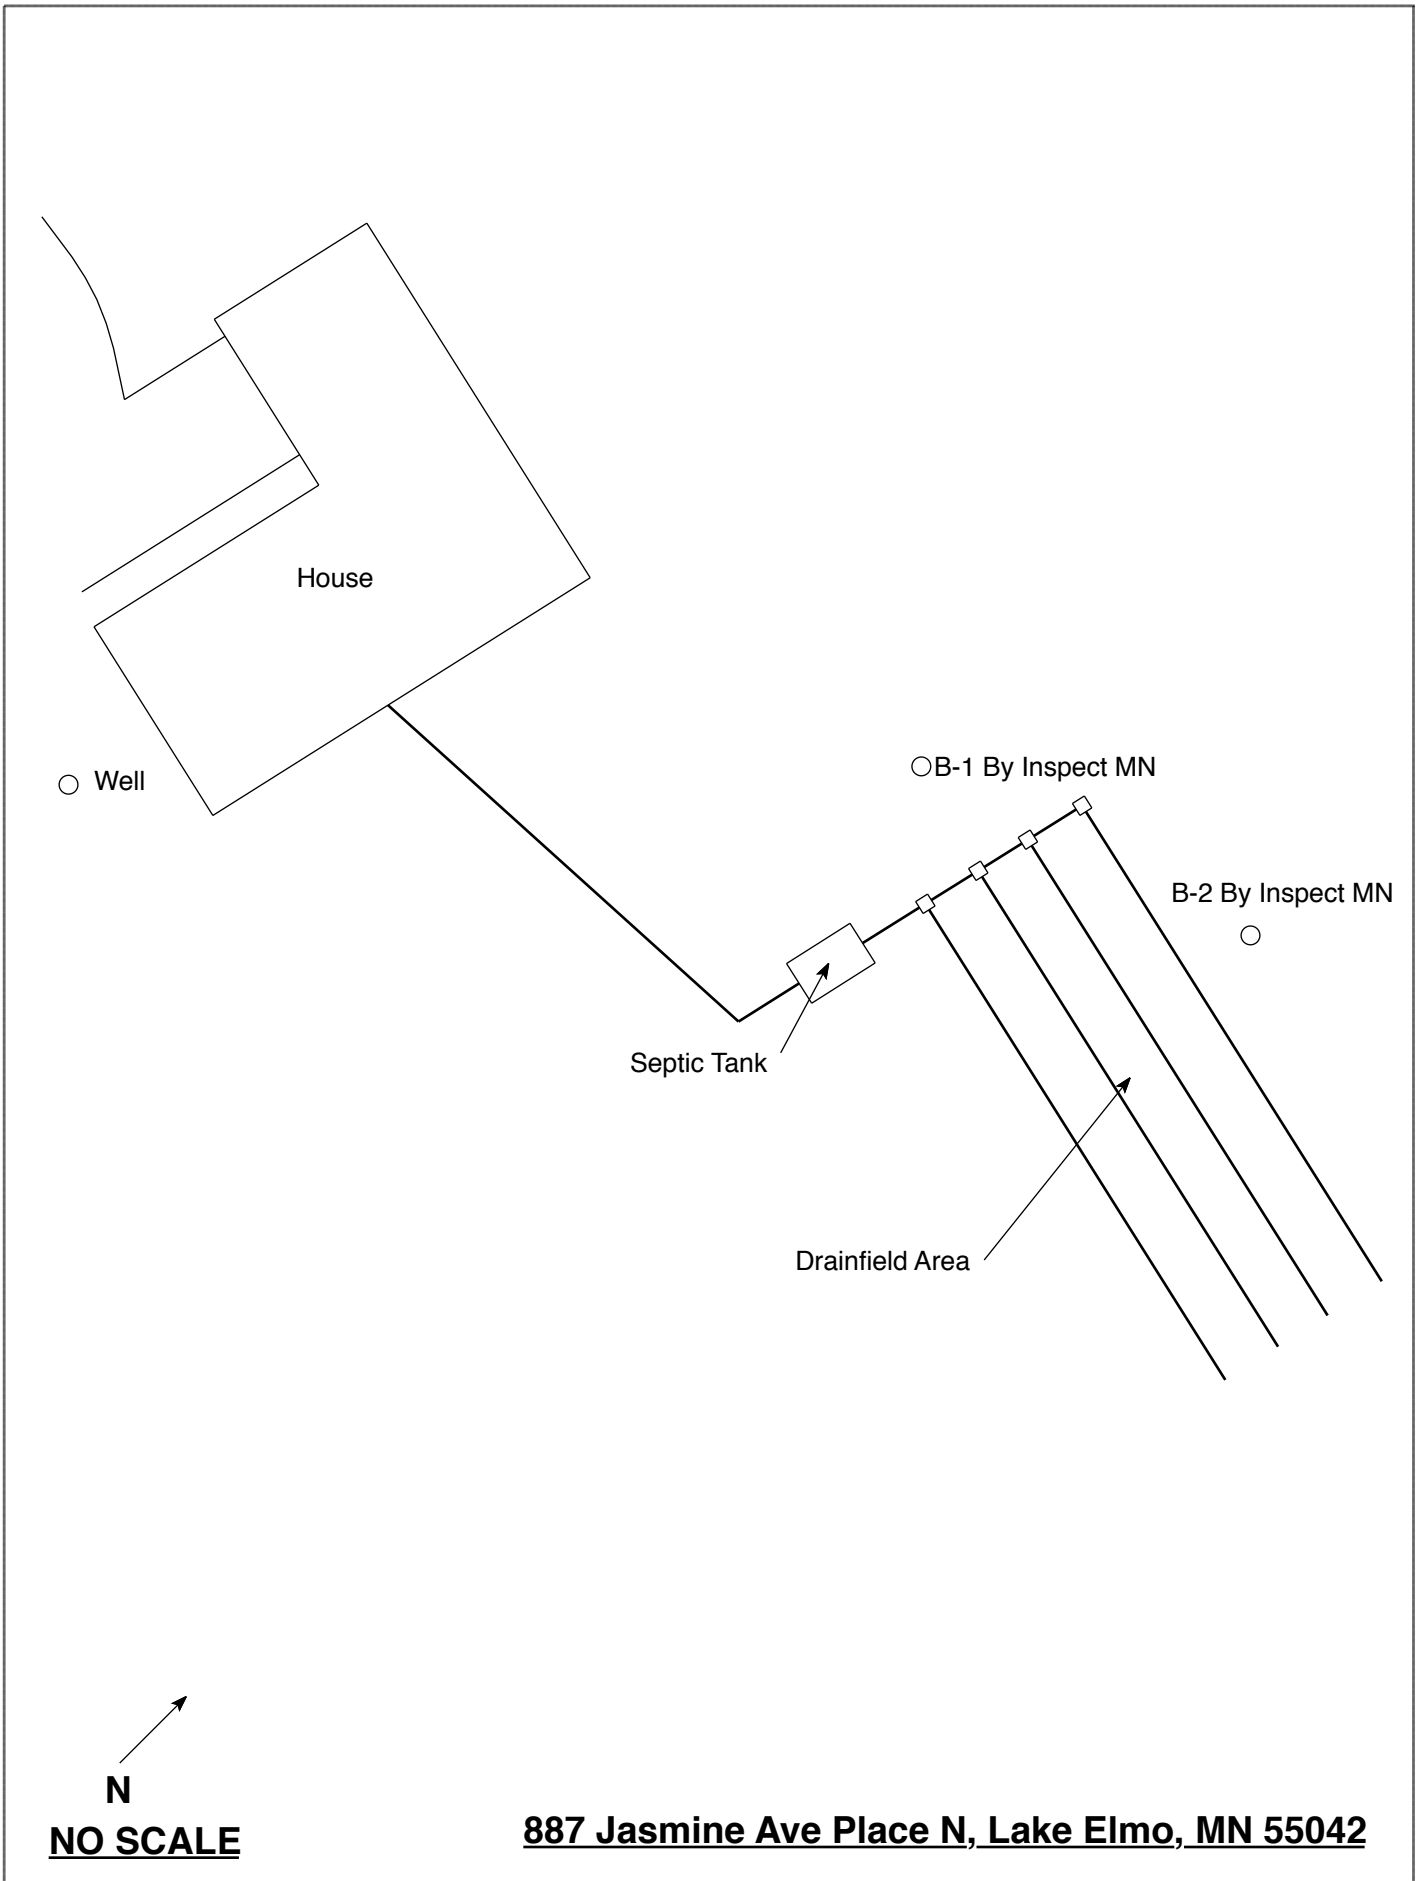 House
Well
B-1 By Inspect MN
B-2 By Inspect MN
Septic Tank
Drainfield Area
N
NO SCALE
887 Jasmine Ave Place N, Lake Elmo, MN 55042